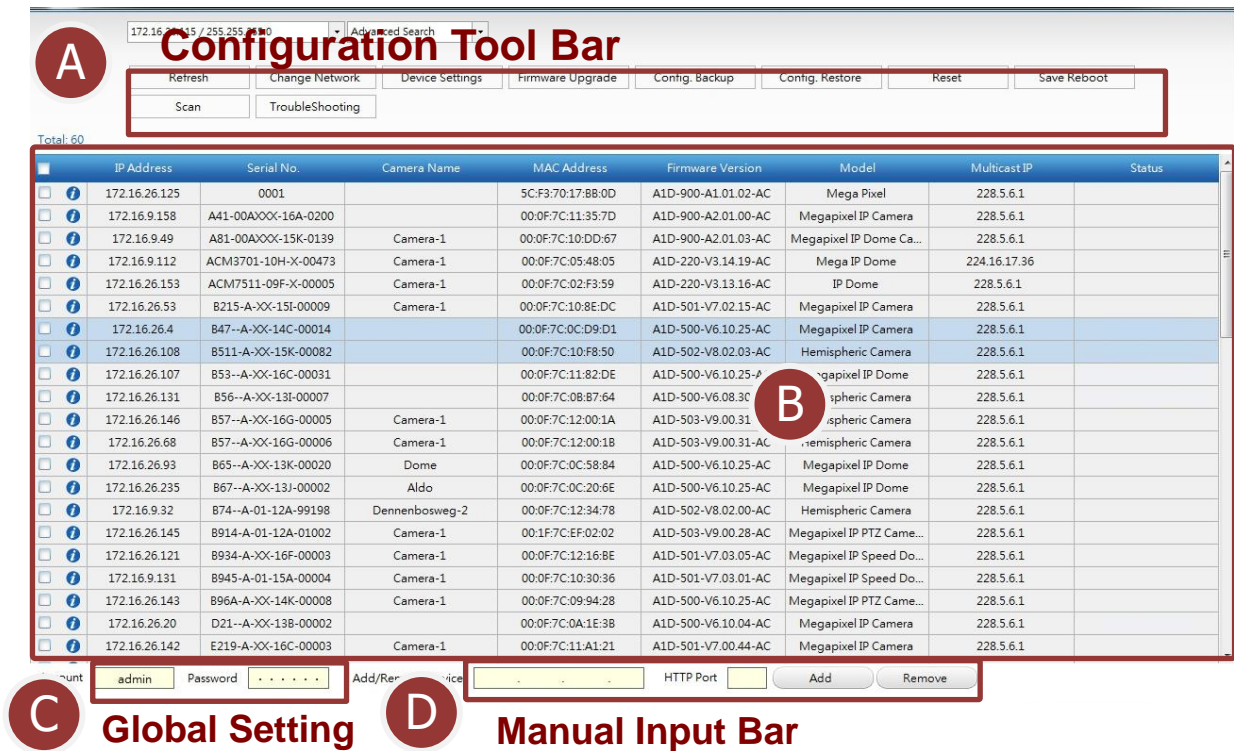 172.16.26.115 / 255.255.255.0 Advanced Search
A Configuration Tool Bar
Refresh Change Network Device Settings Firmware Upgrade Config. Backup Config. Restore Reset Save Reboot
Scan TroubleShooting
Total: 60
IP Address Serial No. Camera Name MAC Address Firmware Version Model Multicast IP Status
172.16.26.125 0001 5C:F3:70:17:BB:0D A1D-900-A1.01.02-AC Mega Pixel 228.5.6.1
172.16.9.158 A41-00AXXX-16A-0200 00:0F:7C:11:35:7D A1D-900-A2.01.00-AC Megapixel IP Camera 228.5.6.1
172.16.9.49 A81-00AXXX-15K-0139 Camera-1 00:0F:7C:10:DD:67 A1D-900-A2.01.03-AC Megapixel IP Dome Ca... 228.5.6.1
172.16.9.112 ACM3701-10H-X-00473 Camera-1 00:0F:7C:05:48:05 A1D-220-V3.14.19-AC Mega IP Dome 224.16.17.36
172.16.26.153 ACM7511-09F-X-00005 Camera-1 00:0F:7C:02:F3:59 A1D-220-V3.13.16-AC IP Dome 228.5.6.1
172.16.26.53 B215-A-XX-15I-00009 Camera-1 00:0F:7C:10:8E:DC A1D-501-V7.02.15-AC Megapixel IP Camera 228.5.6.1
172.16.26.4 B47--A-XX-14C-00014 00:0F:7C:0C:D9:D1 A1D-500-V6.10.25-AC Megapixel IP Camera 228.5.6.1
172.16.26.108 B511-A-XX-15K-00082 00:0F:7C:10:F8:50 A1D-502-V8.02.03-AC Hemispheric Camera 228.5.6.1
172.16.26.107 B53--A-XX-16C-00031 00:0F:7C:11:82:DE A1D-500-V6.10.25-A gapixel IP Dome 228.5.6.1
172.16.26.131 B56--A-XX-13I-00007 00:0F:7C:0B:B7:64 A1D-500-V6.08.30 B spheric Camera 228.5.6.1
172.16.26.146 B57--A-XX-16G-00005 Camera-1 00:0F:7C:12:00:1A A1D-503-V9.00.31 spheric Camera 228.5.6.1
172.16.26.68 B57--A-XX-16G-00006 Camera-1 00:0F:7C:12:00:1B A1D-503-V9.00.31-AC Hemispheric Camera 228.5.6.1
172.16.26.93 B65--A-XX-13K-00020 Dome 00:0F:7C:0C:58:84 A1D-500-V6.10.25-AC Megapixel IP Dome 228.5.6.1
172.16.26.235 B67--A-XX-13J-00002 Aldo 00:0F:7C:0C:20:6E A1D-500-V6.10.25-AC Megapixel IP Dome 228.5.6.1
172.16.9.32 B74--A-01-12A-99198 Dennenbosweg-2 00:0F:7C:12:34:78 A1D-502-V8.02.00-AC Hemispheric Camera 228.5.6.1
172.16.26.145 B914-A-01-12A-01002 Camera-1 00:1F:7C:EF:02:02 A1D-503-V9.00.28-AC Megapixel IP PTZ Came... 228.5.6.1
172.16.26.121 B934-A-XX-16F-00003 Camera-1 00:0F:7C:12:16:BE A1D-501-V7.03.05-AC Megapixel IP Speed Do... 228.5.6.1
172.16.9.131 B945-A-01-15A-00004 Camera-1 00:0F:7C:10:30:36 A1D-501-V7.03.01-AC Megapixel IP Speed Do... 228.5.6.1
172.16.26.143 B96A-A-XX-14K-00008 Camera-1 00:0F:7C:09:94:28 A1D-500-V6.10.25-AC Megapixel IP PTZ Came... 228.5.6.1
172.16.26.20 D21--A-XX-13B-00002 00:0F:7C:0A:1E:3B A1D-500-V6.10.04-AC Megapixel IP Camera 228.5.6.1
172.16.26.142 E219-A-XX-16C-00003 Camera-1 00:0F:7C:11:A1:21 A1D-501-V7.00.44-AC Megapixel IP Camera 228.5.6.1
admin Password Add/Re HTTP Port Add Remove
C Global Setting D Manual Input Bar